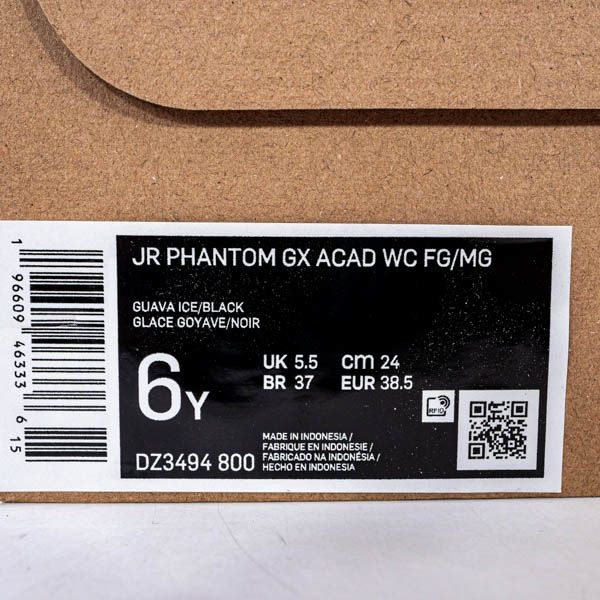 1 96609 46333 6 15
JR PHANTOM GX ACAD WC FG/MG
GUAVA ICE/BLACK
GLACE GOYAVE/NOIR
6Y
UK 5.5 cm 24
BR 37 EUR 38.5
RFID
DZ3494 800
MADE IN INDONESIA /
FABRIQUE EN INDONESIE /
FABRICADO NA INDONÉSIA /
HECHO EN INDONESIA